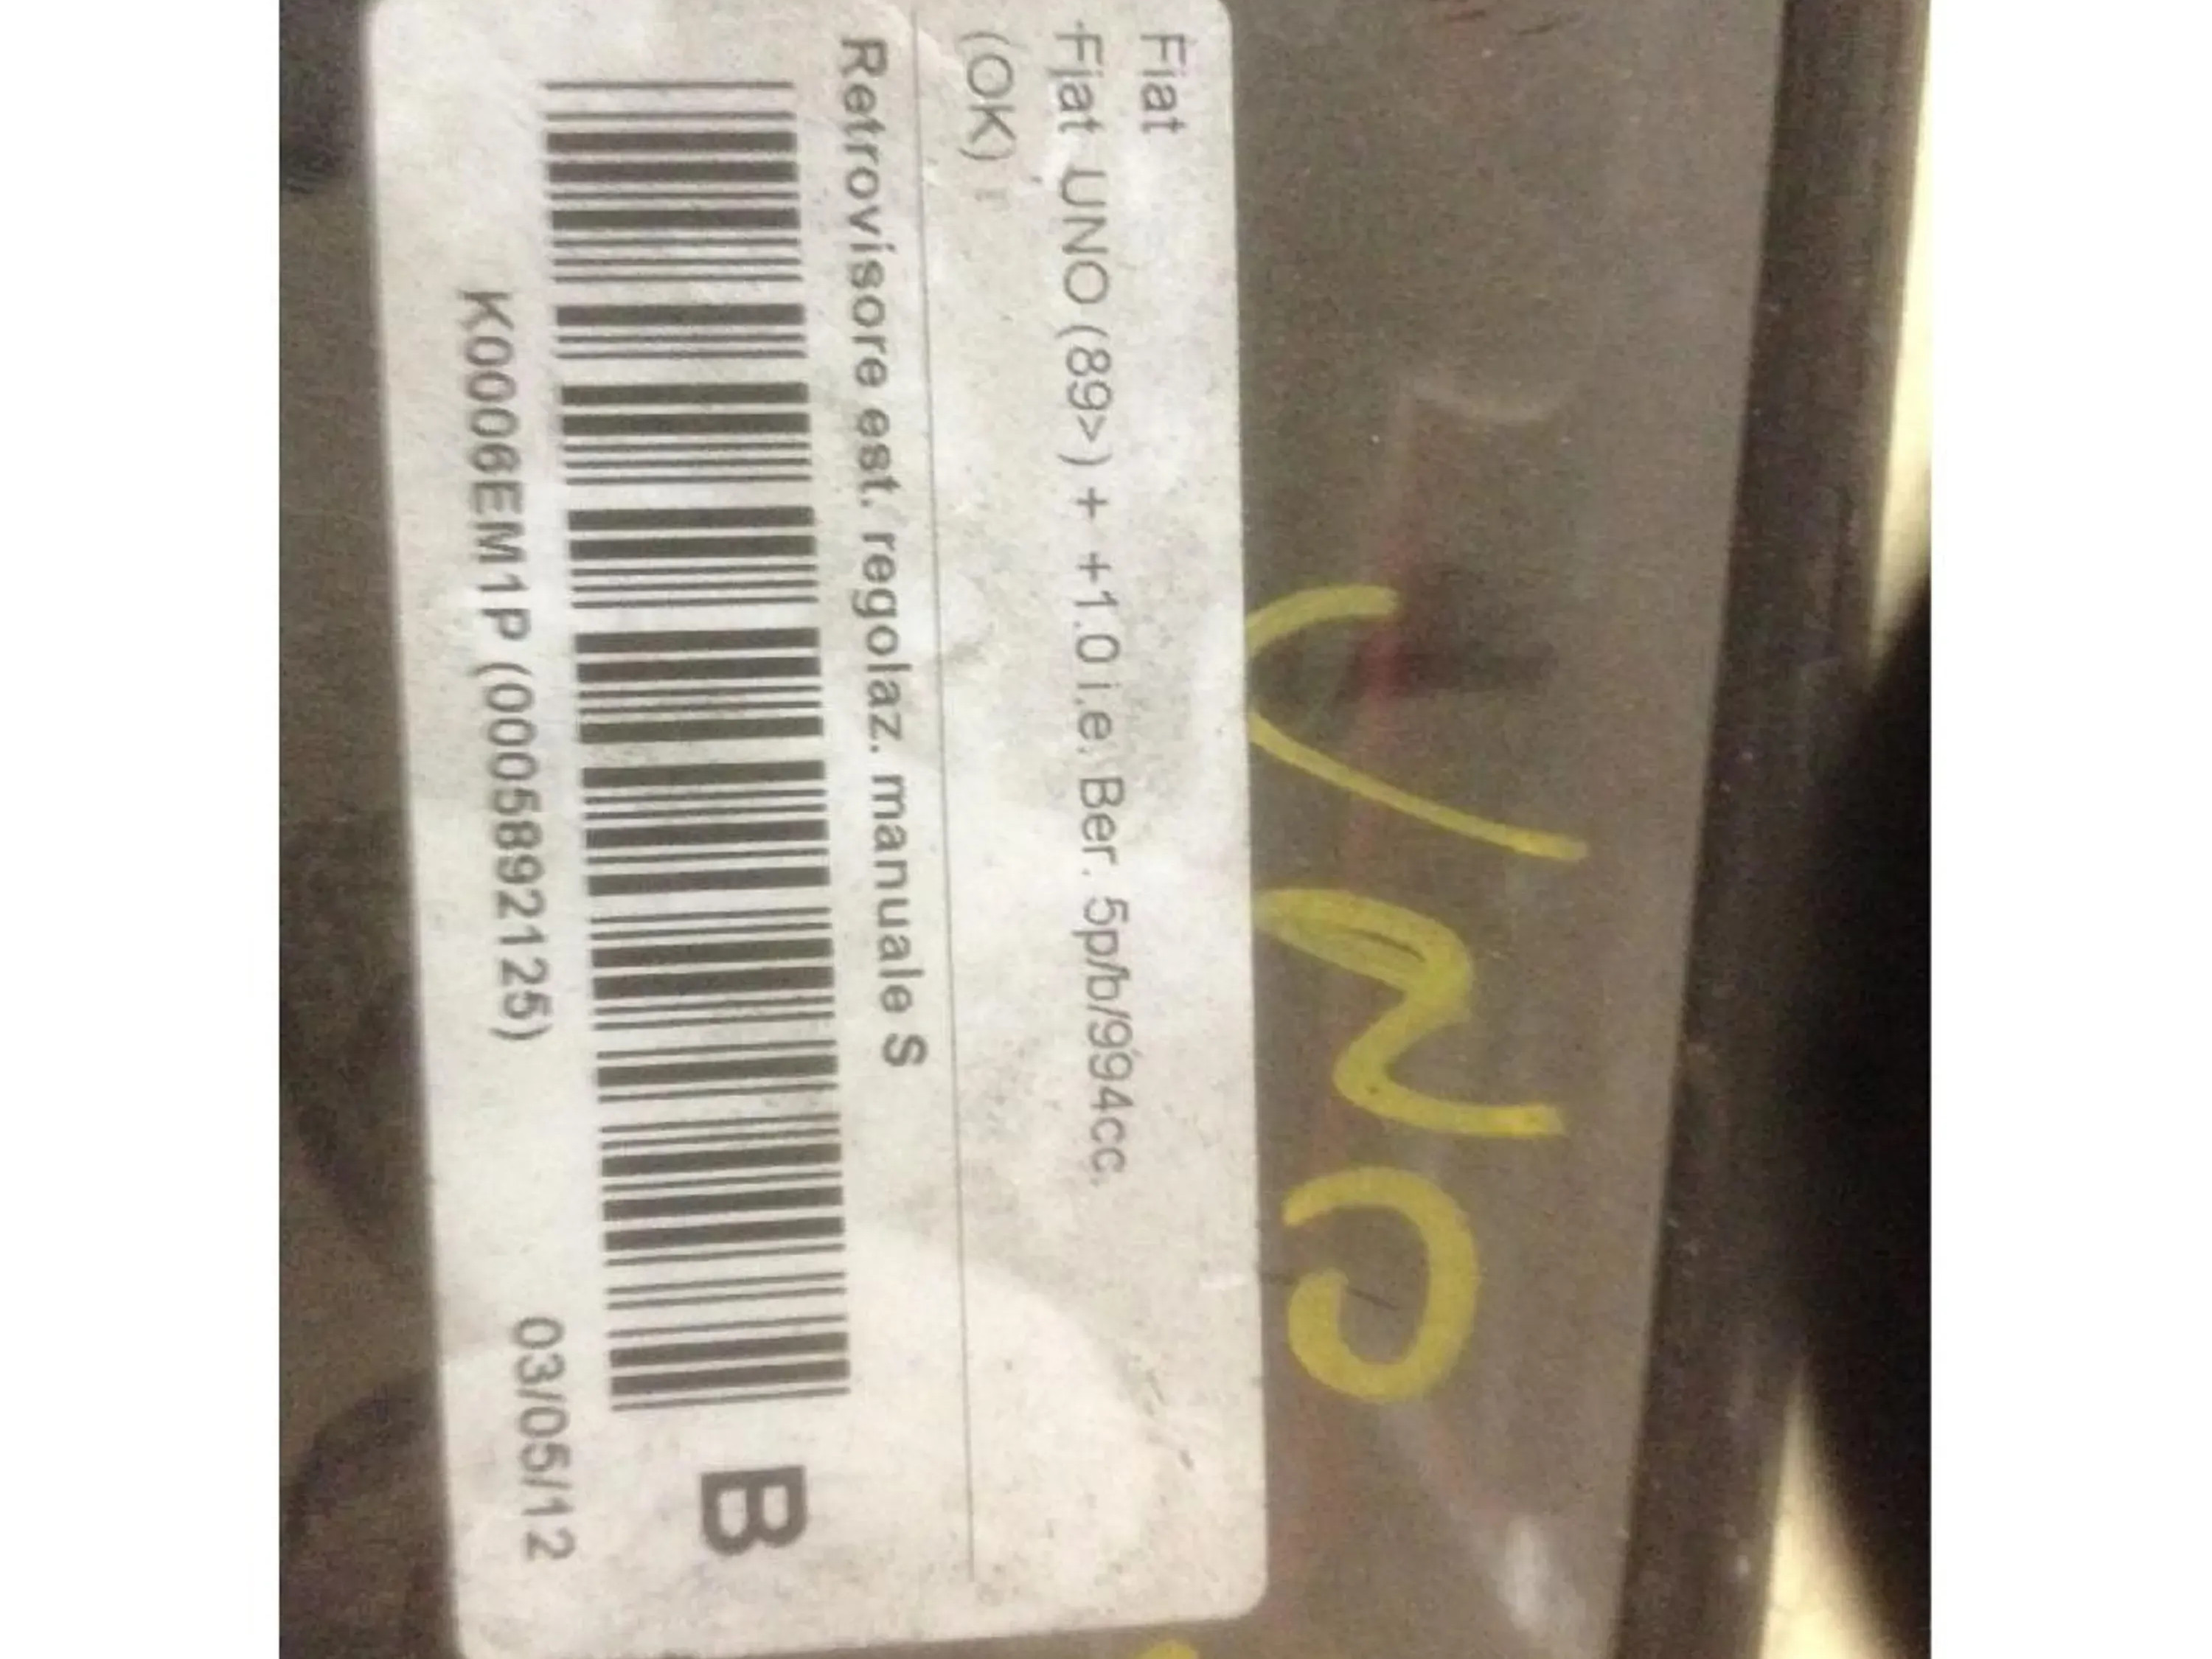 Fiat
Fiat UNO (89>) + +1.0 i.e. Ber. 5p/b/994cc.
(OK)
Retrovisore est. regolaz. manuale S
B
K0006EM1P (0005892125)
03/05/12
UNO